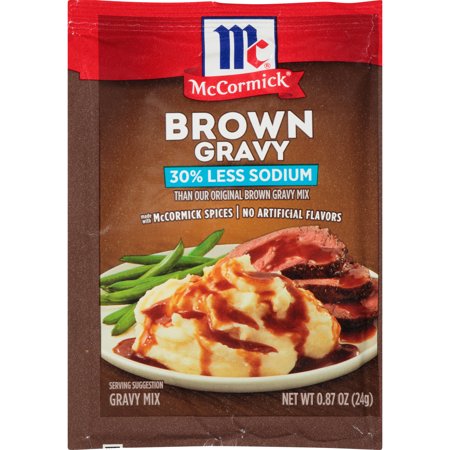 Mc®
McCormick®
BROWN
GRAVY
30% LESS SODIUM
THAN OUR ORIGINAL BROWN GRAVY MIX
made with McCORMICK SPICES | NO ARTIFICIAL FLAVORS
SERVING SUGGESTION
GRAVY MIX
NET WT 0.87 OZ (24g)